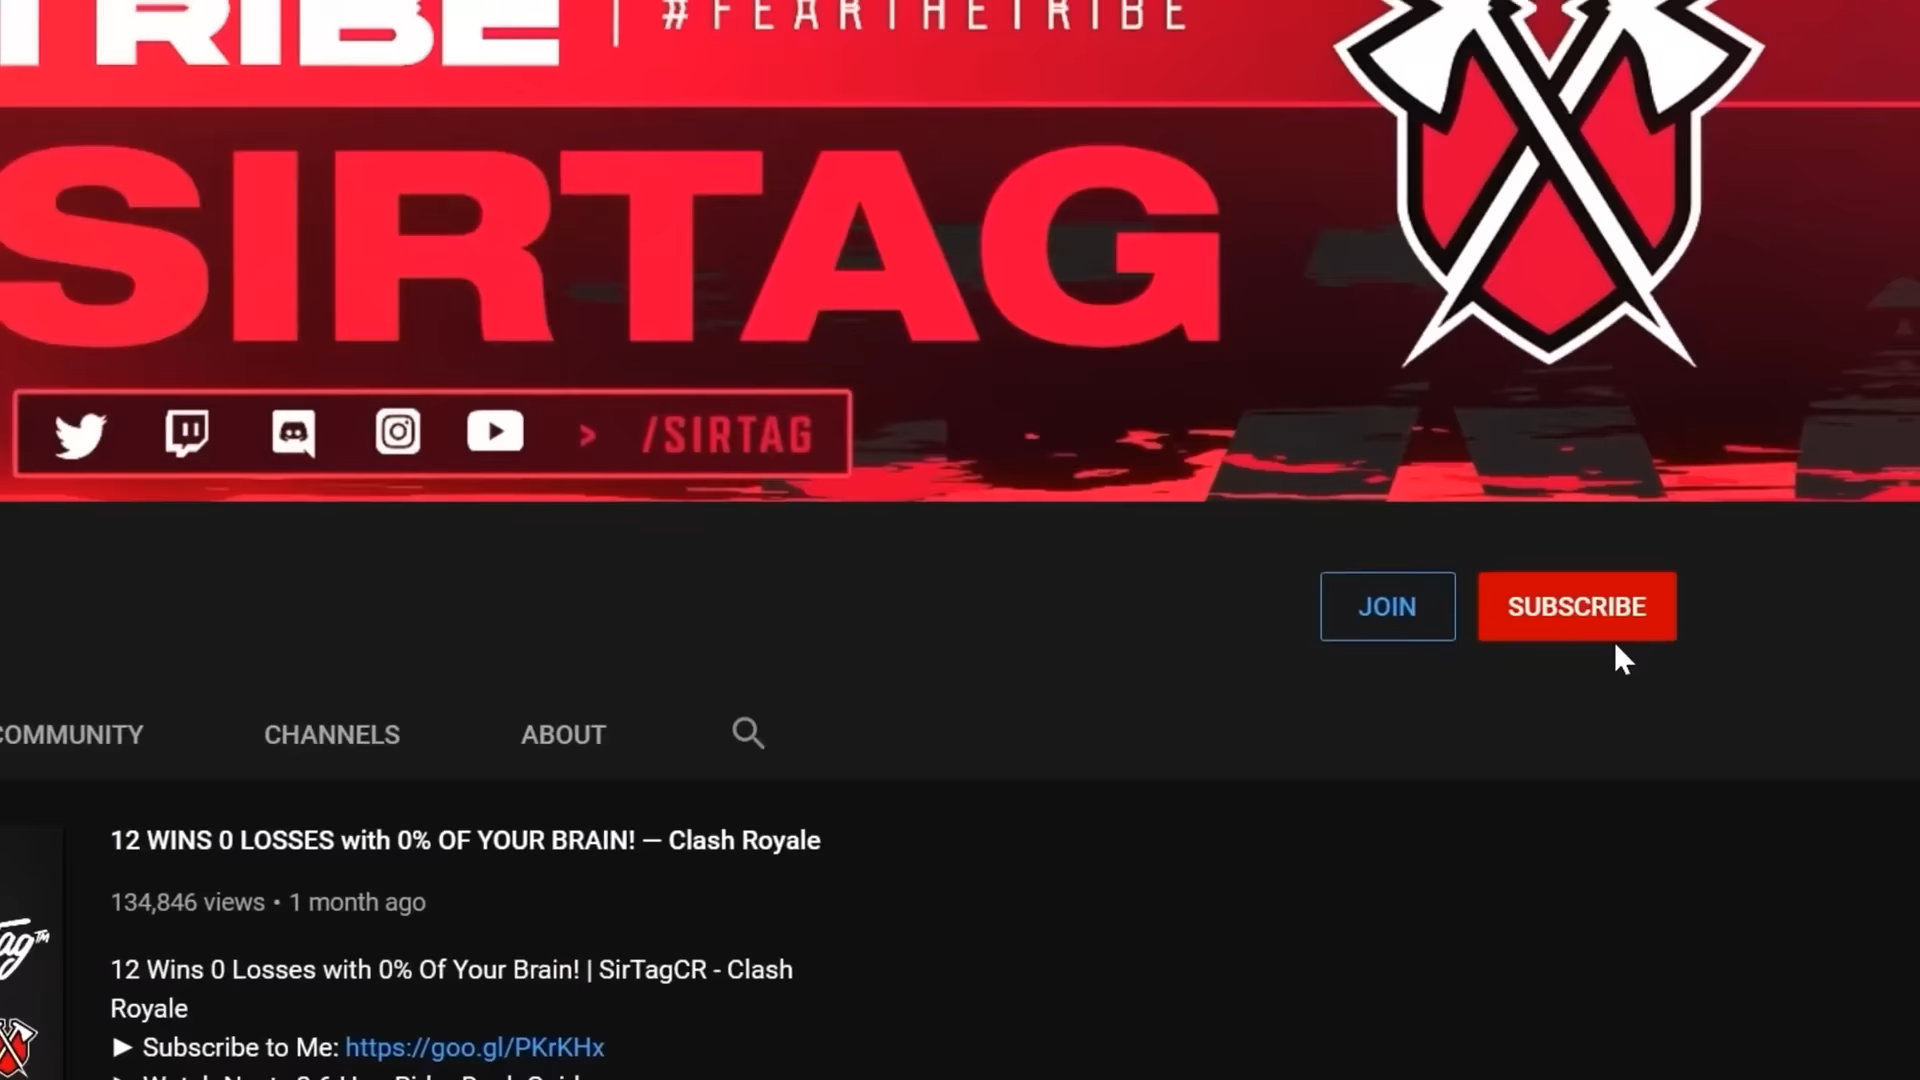 TRIBE | #FEARTHETRIBE
SIRTAG
> /SIRTAG
JOIN
SUBSCRIBE
COMMUNITY
CHANNELS
ABOUT
12 WINS 0 LOSSES with 0% OF YOUR BRAIN! — Clash Royale
134,846 views • 1 month ago
12 Wins 0 Losses with 0% Of Your Brain! | SirTagCR - Clash
Royale
► Subscribe to Me: https://goo.gl/PKrKHx